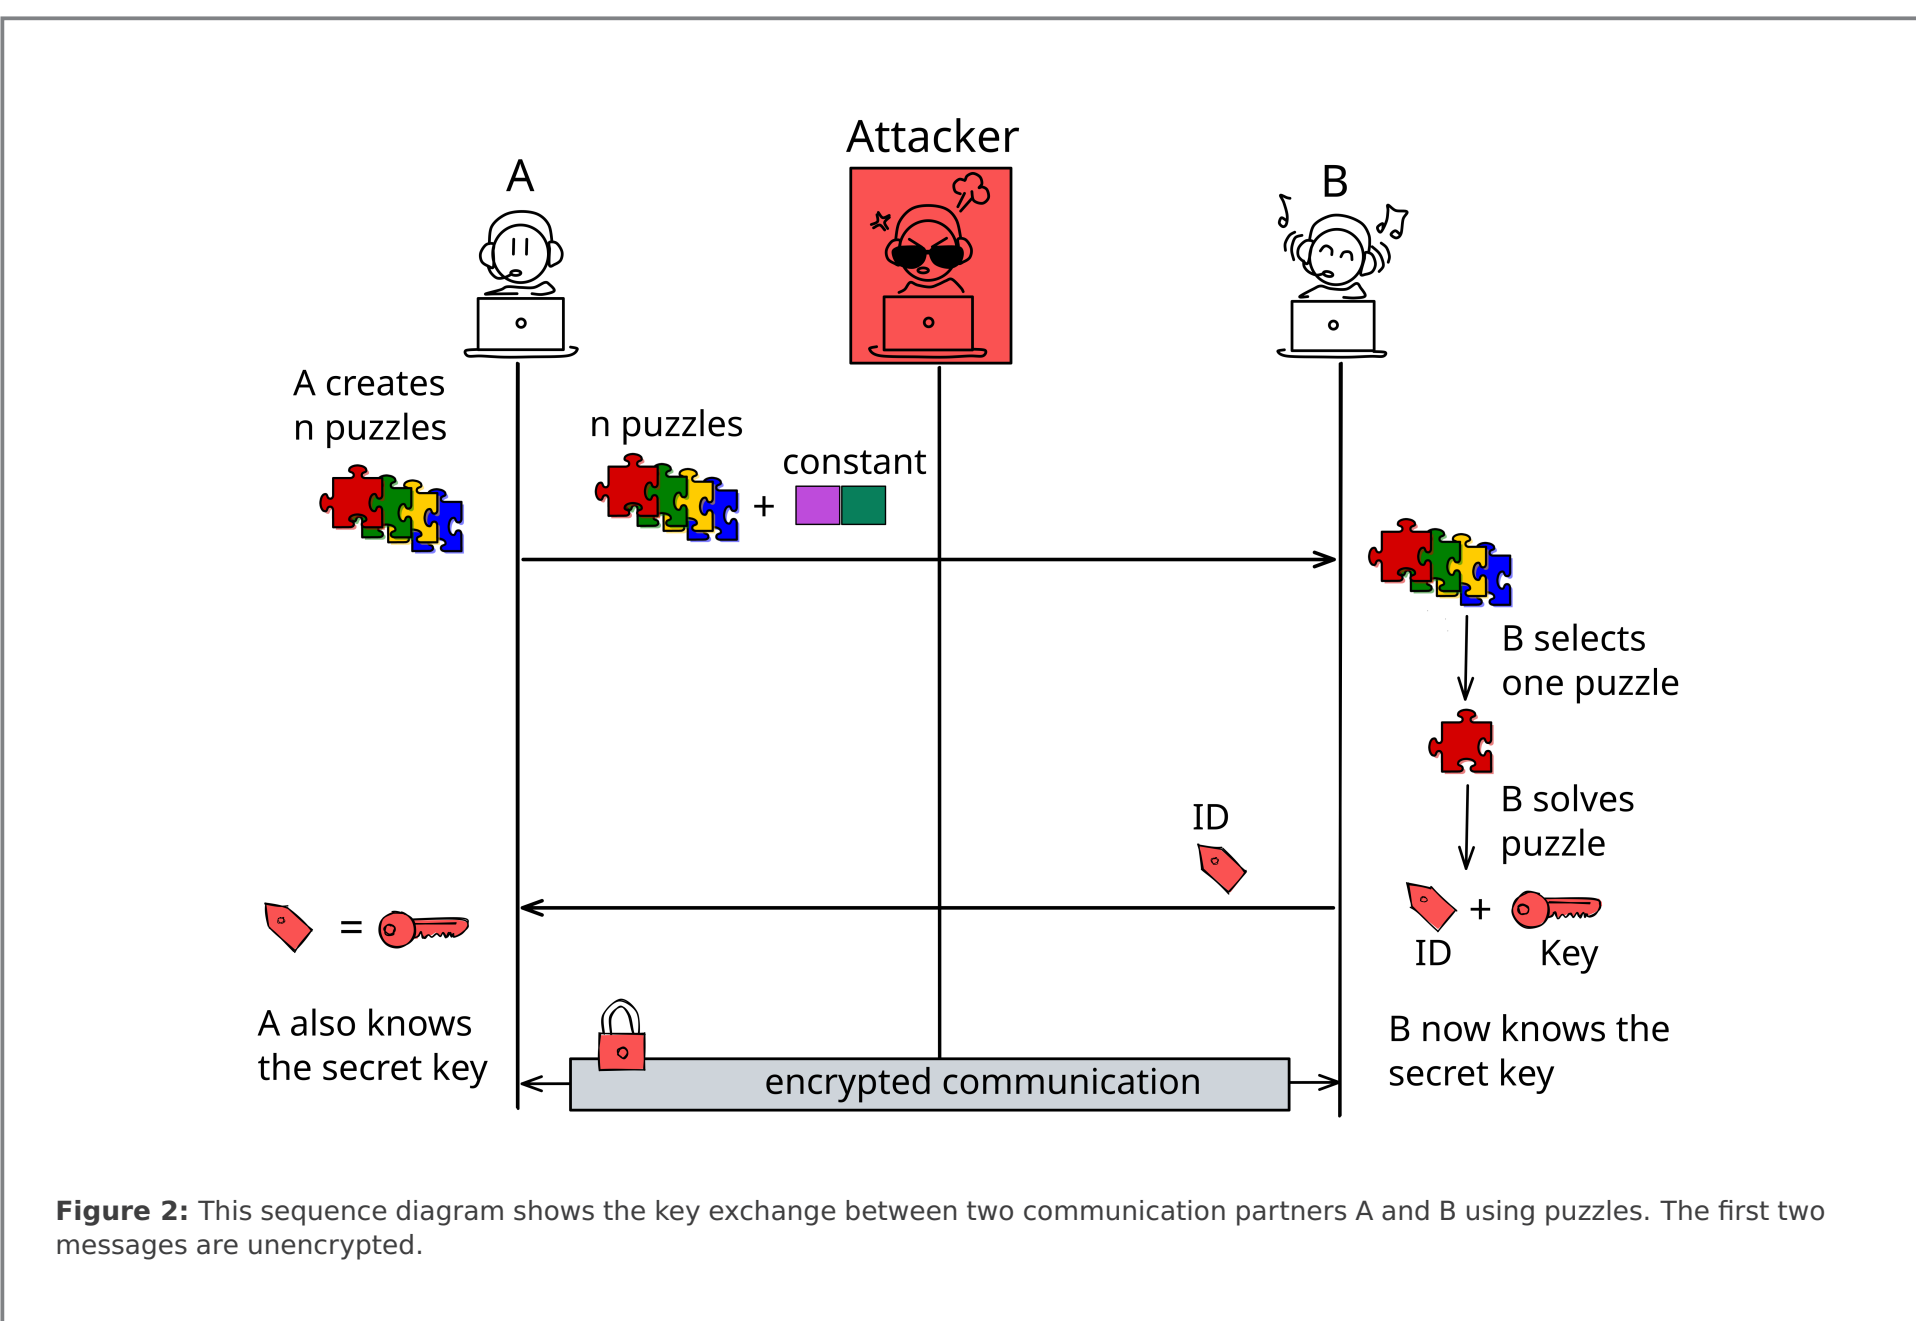 Attacker
A
B
A creates
n puzzles
n puzzles
constant
+
B selects
one puzzle
B solves
puzzle
ID
+
ID
Key
=
A also knows
the secret key
B now knows the
secret key
encrypted communication
Figure 2: This sequence diagram shows the key exchange between two communication partners A and B using puzzles. The first two
messages are unencrypted.